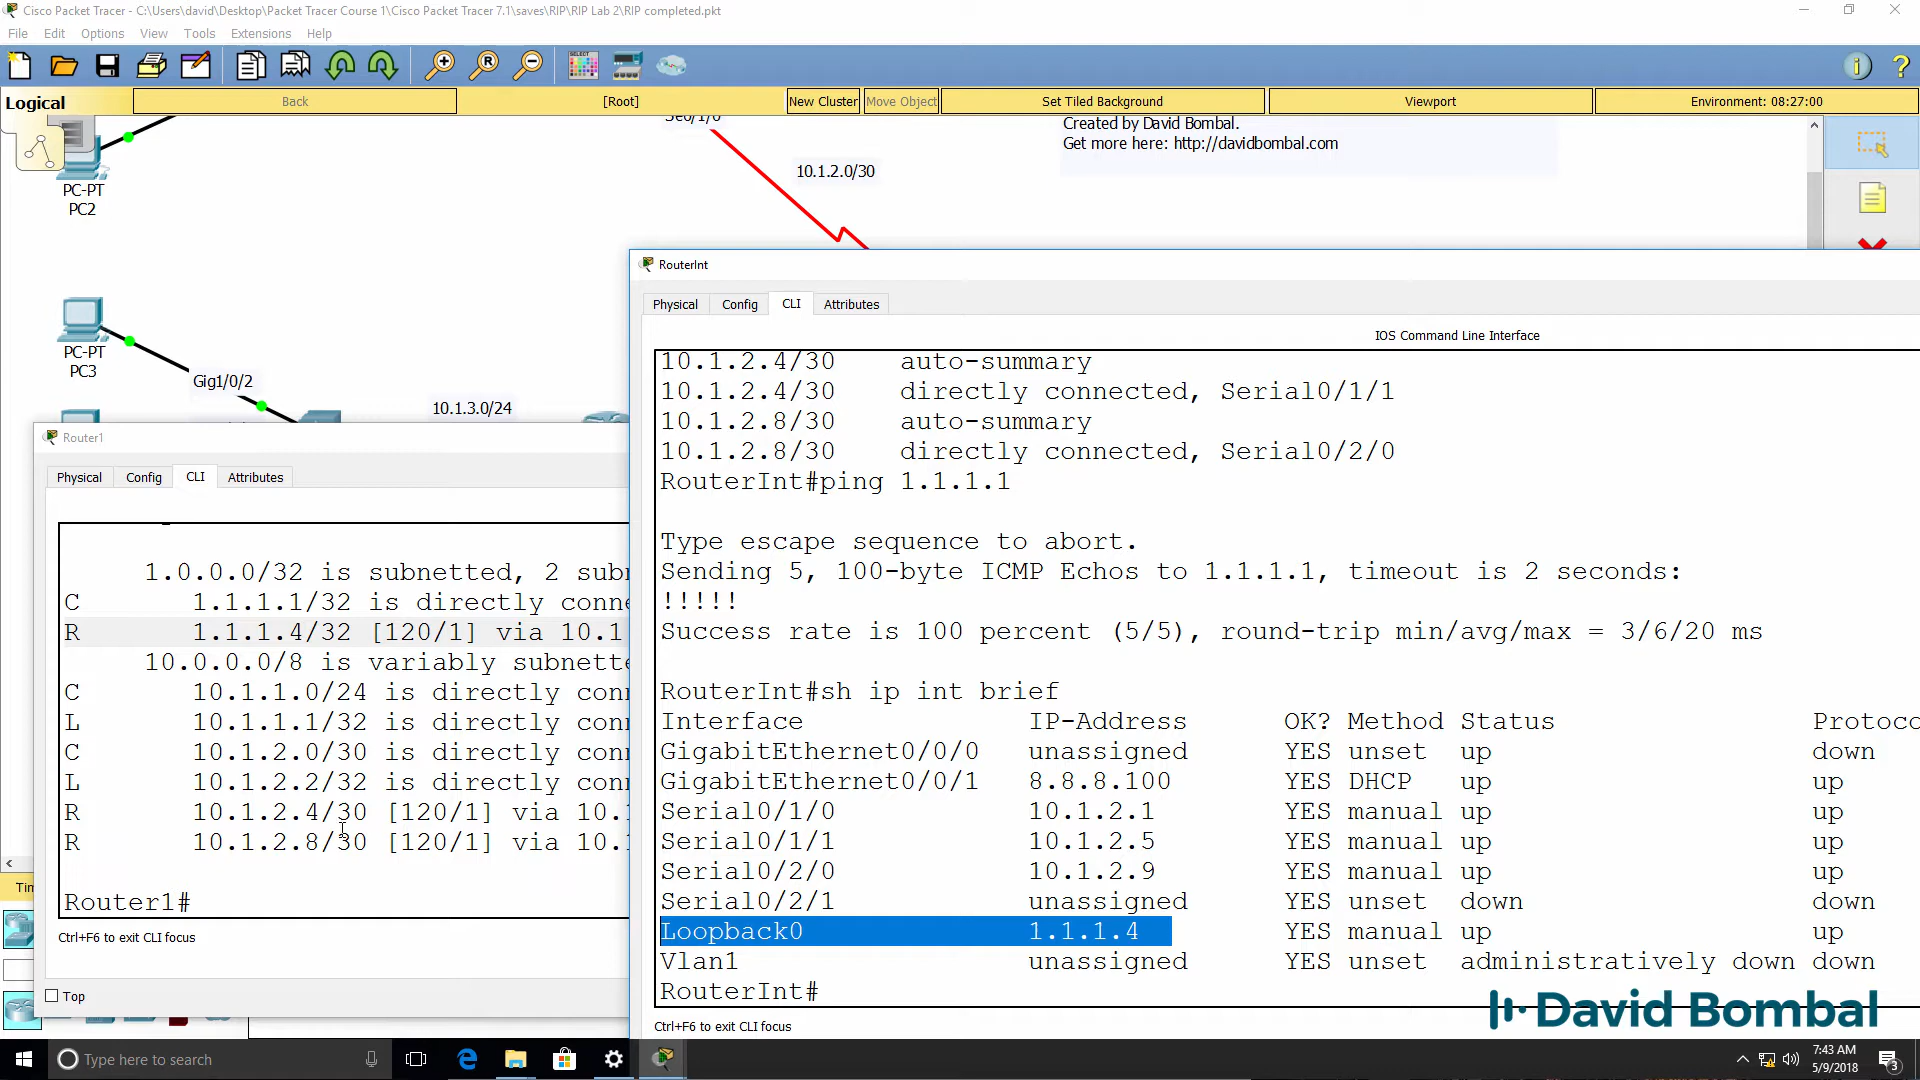 Cisco Packet Tracer - C:\Users\david\Desktop\Packet Tracer Course 1\Cisco Packet Tracer 7.1\saves\RIP\RIP Lab 2\RIP completed.pkt
File Edit Options View Tools Extensions Help
Logical Back [Root] New Cluster Move Object Set Tiled Background Viewport Environment: 08:27:00
Se0/1/0
Created by David Bombal.
Get more here: http://davidbombal.com
10.1.2.0/30
PC-PT
PC2
PC-PT
PC3
Gig1/0/2
10.1.3.0/24
Router1
Physical Config CLI Attributes
1.0.0.0/32 is subnetted, 2 subn
C 1.1.1.1/32 is directly conne
R 1.1.1.4/32 [120/1] via 10.1
10.0.0.0/8 is variably subnette
C 10.1.1.0/24 is directly conn
L 10.1.1.1/32 is directly conn
C 10.1.2.0/30 is directly conn
L 10.1.2.2/32 is directly conn
R 10.1.2.4/30 [120/1] via 10.1
R 10.1.2.8/30 [120/1] via 10.1
Router1#
Ctrl+F6 to exit CLI focus
Top
RouterInt
Physical Config CLI Attributes
IOS Command Line Interface
10.1.2.4/30 auto-summary
10.1.2.4/30 directly connected, Serial0/1/1
10.1.2.8/30 auto-summary
10.1.2.8/30 directly connected, Serial0/2/0
RouterInt#ping 1.1.1.1
Type escape sequence to abort.
Sending 5, 100-byte ICMP Echos to 1.1.1.1, timeout is 2 seconds:
!!!!!
Success rate is 100 percent (5/5), round-trip min/avg/max = 3/6/20 ms
RouterInt#sh ip int brief
Interface IP-Address OK? Method Status Protoco
GigabitEthernet0/0/0 unassigned YES unset up down
GigabitEthernet0/0/1 8.8.8.100 YES DHCP up up
Serial0/1/0 10.1.2.1 YES manual up up
Serial0/1/1 10.1.2.5 YES manual up up
Serial0/2/0 10.1.2.9 YES manual up up
Serial0/2/1 unassigned YES unset down down
Loopback0 1.1.1.4 YES manual up up
Vlan1 unassigned YES unset administratively down down
RouterInt#
Ctrl+F6 to exit CLI focus
David Bombal
Tim
Type here to search
7:43 AM
5/9/2018
3